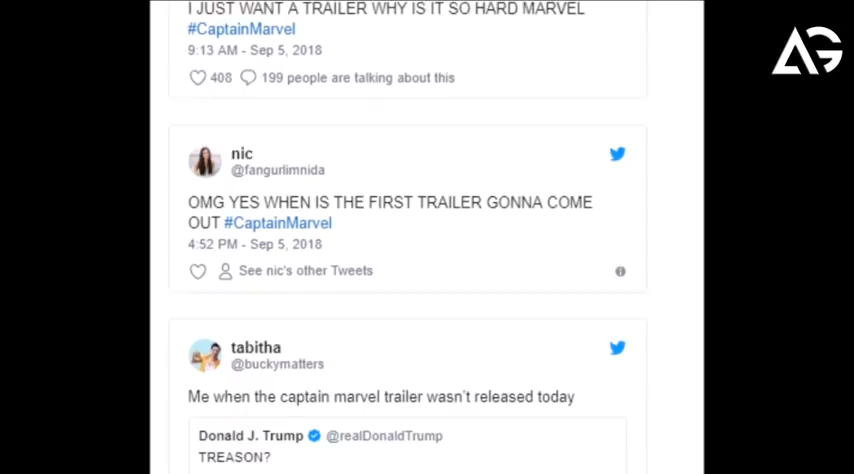 I JUST WANT A TRAILER WHY IS IT SO HARD MARVEL
#CaptainMarvel
9:13 AM - Sep 5, 2018
408 199 people are talking about this
AG
nic
@fangurlimnida
OMG YES WHEN IS THE FIRST TRAILER GONNA COME
OUT #CaptainMarvel
4:52 PM - Sep 5, 2018
See nic's other Tweets
tabitha
@buckymatters
Me when the captain marvel trailer wasn't released today
Donald J. Trump @realDonaldTrump
TREASON?